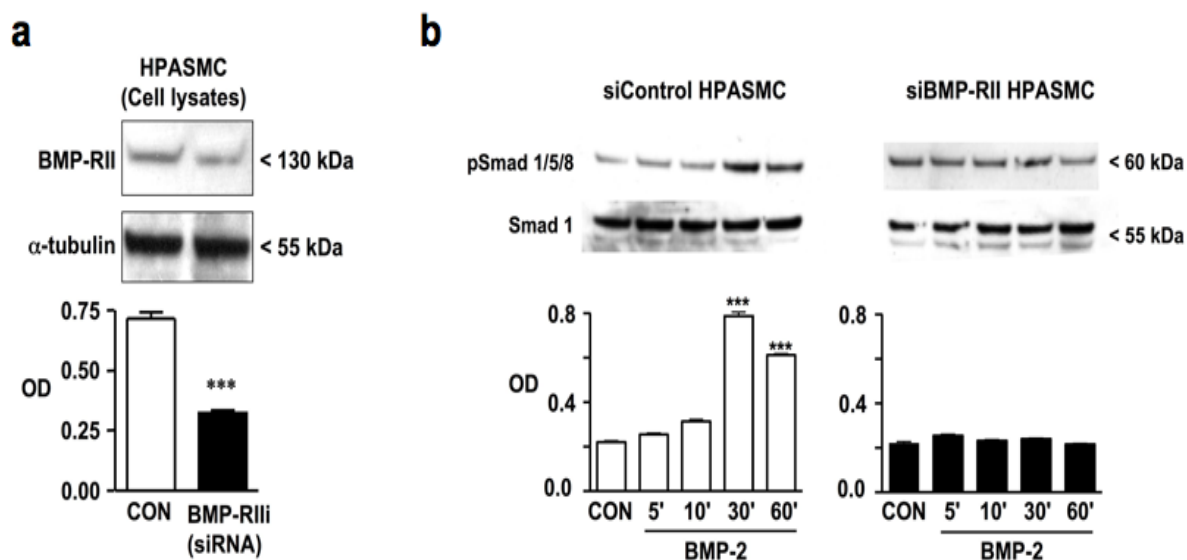 a
HPASMC
(Cell lysates)
BMP-RII < 130 kDa
α-tubulin < 55 kDa
0.75
0.50
OD
0.25
0.00
***
CON BMP-RIIi
(siRNA)
b
siControl HPASMC siBMP-RII HPASMC
pSmad 1/5/8 < 60 kDa
Smad 1 < 55 kDa
0.8
OD
0.4
0.0
***
***
CON 5' 10' 30' 60'
BMP-2
0.8
0.4
0.0
CON 5' 10' 30' 60'
BMP-2